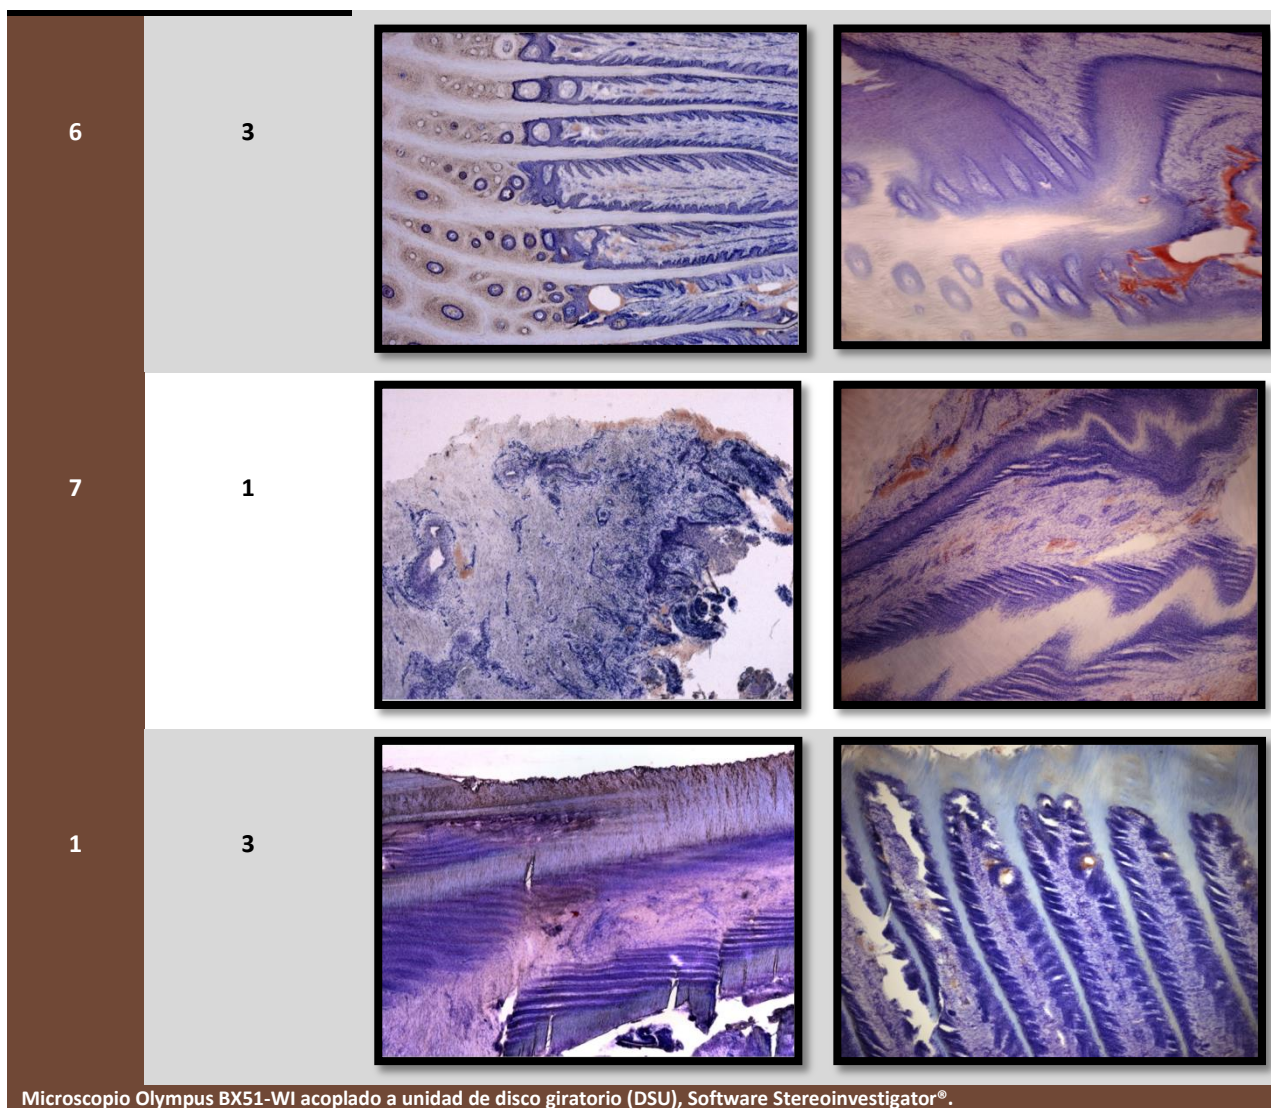 6 3
7 1
1 3
Microscopio Olympus BX51-WI acoplado a unidad de disco giratorio (DSU), Software Stereoinvestigator®.